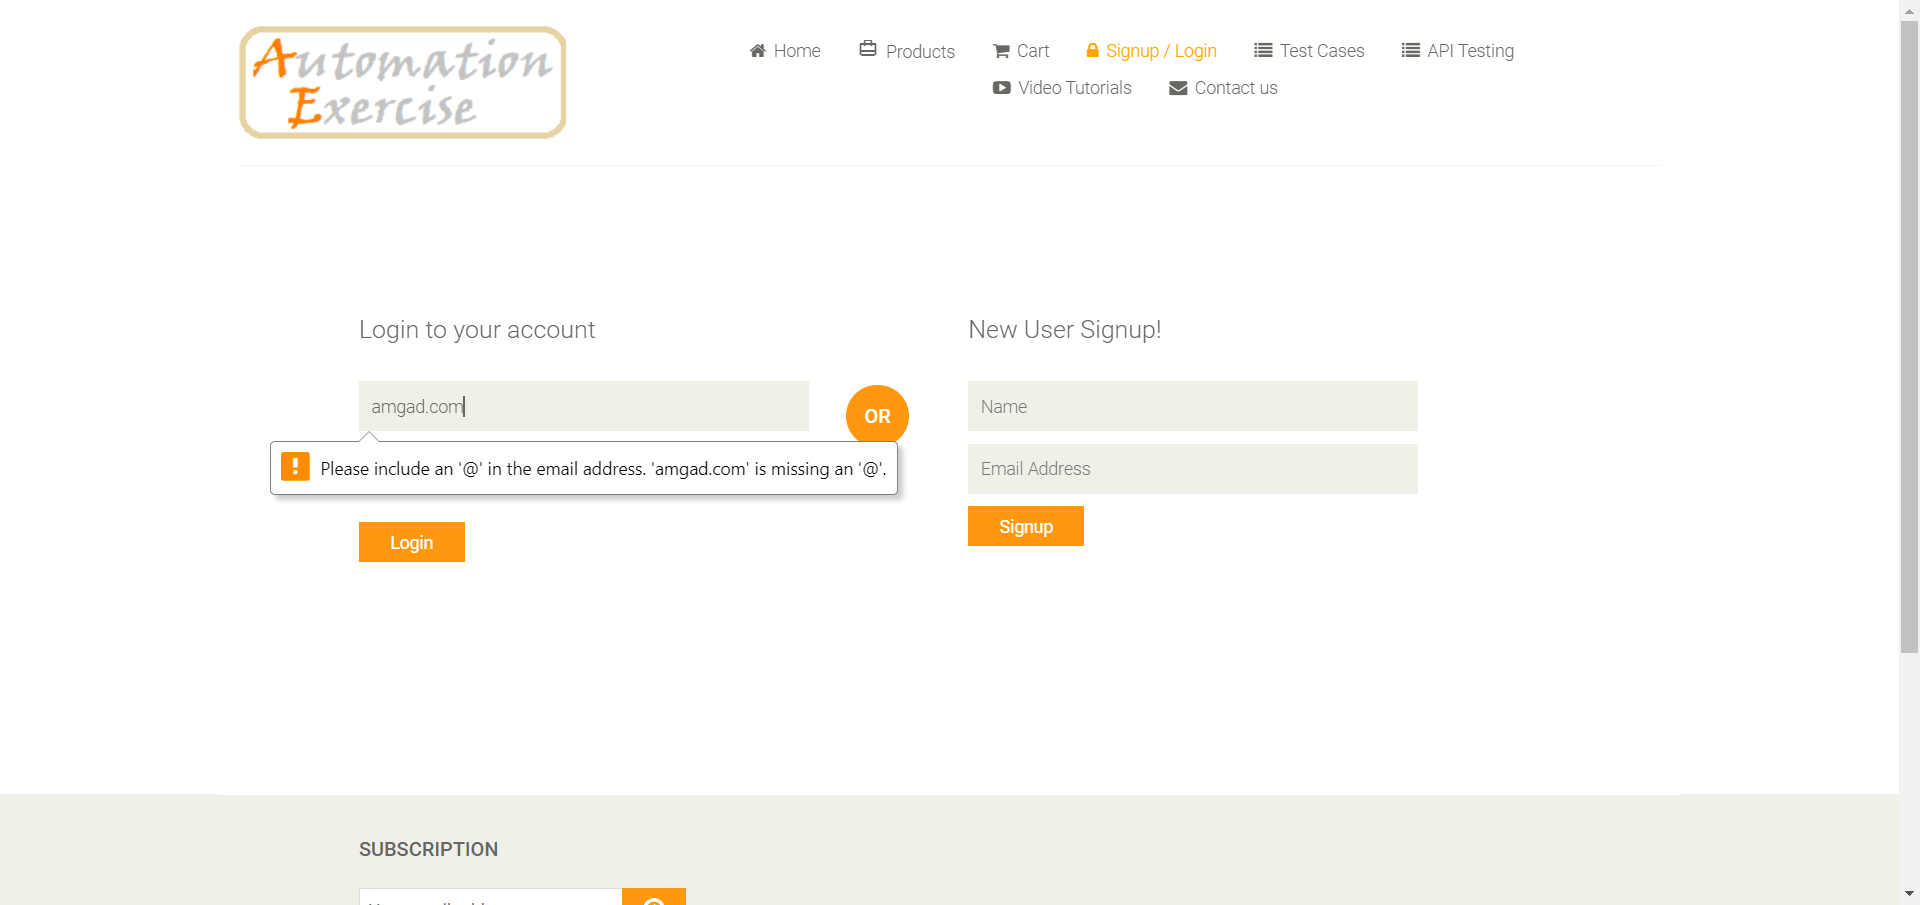 Automation
Exercise
Home
Products
Cart
Signup / Login
Test Cases
API Testing
Video Tutorials
Contact us
Login to your account
New User Signup!
amgad.com
OR
Name
Please include an '@' in the email address. 'amgad.com' is missing an '@'.
Email Address
Login
Signup
SUBSCRIPTION